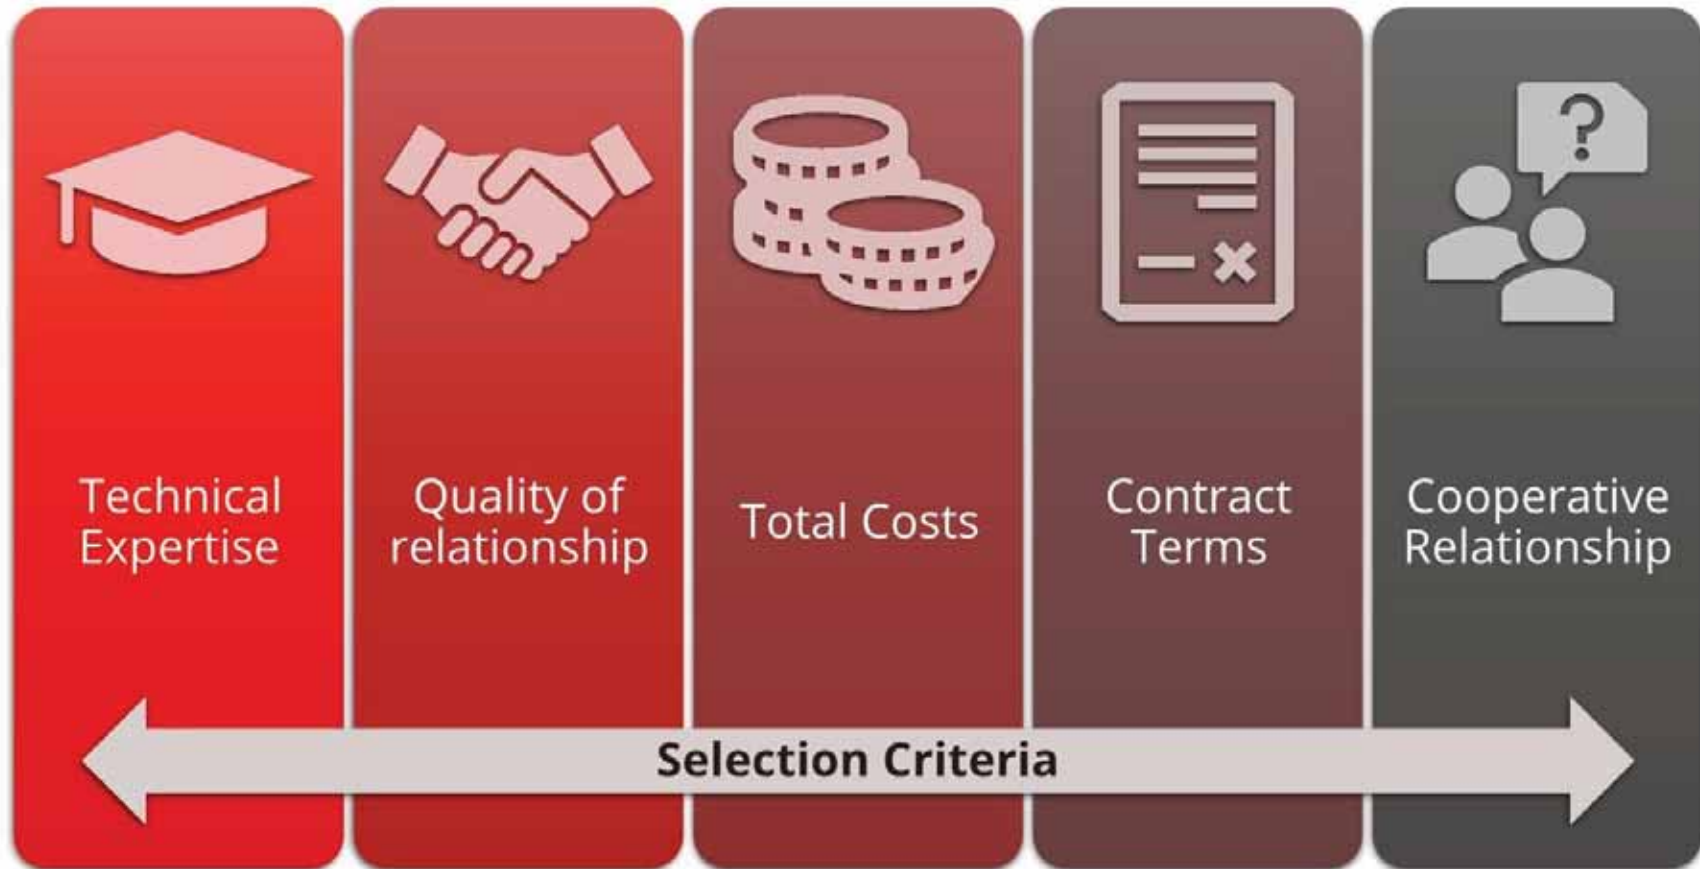 Technical
Expertise
Quality of
relationship
Total Costs
Contract
Terms
?
Cooperative
Relationship
Selection Criteria